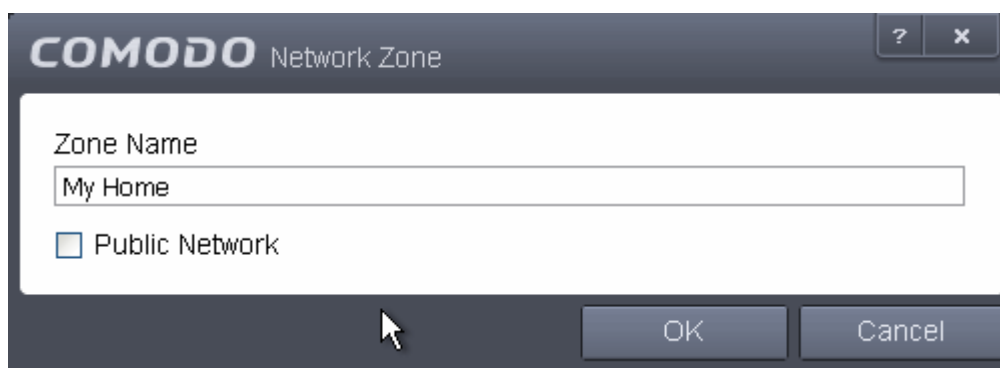 COMODO Network Zone ? x
Zone Name
My Home
Public Network
OK Cancel